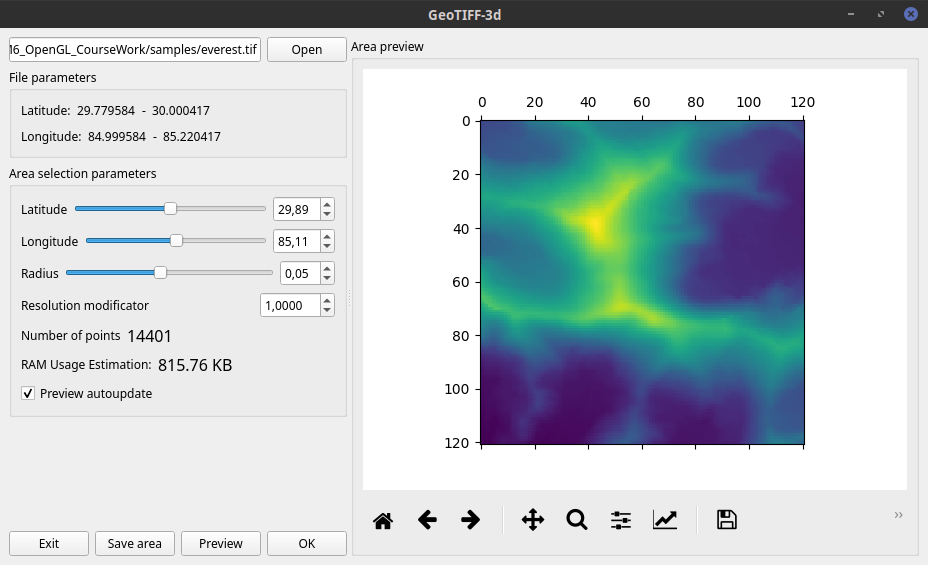 GeoTIFF-3d
16_OpenGL_CourseWork/samples/everest.tif Open
File parameters
Latitude: 29.779584 - 30.000417
Longitude: 84.999584 - 85.220417
Area selection parameters
Latitude 29,89
Longitude 85,11
Radius 0,05
Resolution modificator 1,0000
Number of points 14401
RAM Usage Estimation: 815.76 KB
Preview autoupdate
Exit Save area Preview OK
Area preview
0 20 40 60 80 100 120
0
20
40
60
80
100
120